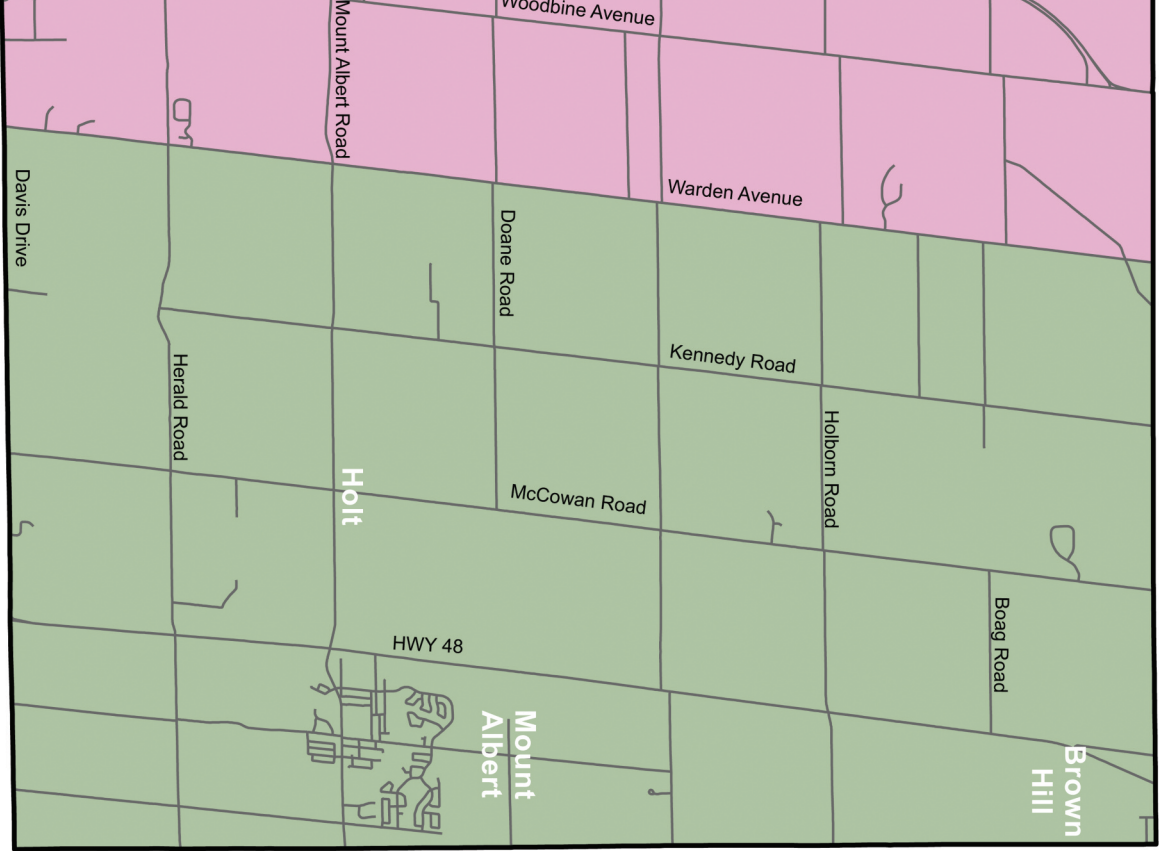 Woodbine Avenue
Mount Albert Road
Warden Avenue
Davis Drive
Doane Road
Kennedy Road
Herald Road
Holborn Road
Holt
McCowan Road
HWY 48
Boag Road
Mount
Albert
Brown
Hill